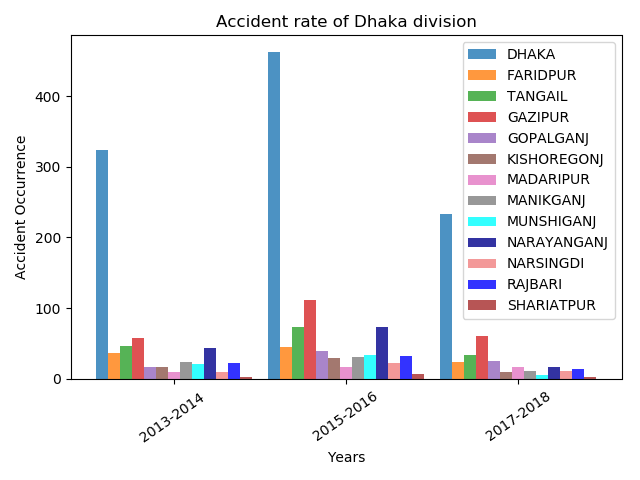 Accident rate of Dhaka division
Accident Occurrence
400
300
200
100
0
DHAKA
FARIDPUR
TANGAIL
GAZIPUR
GOPALGANJ
KISHOREGONJ
MADARIPUR
MANIKGANJ
MUNSHIGANJ
NARAYANGANJ
NARSINGDI
RAJBARI
SHARIATPUR
2013-2014
2015-2016
2017-2018
Years